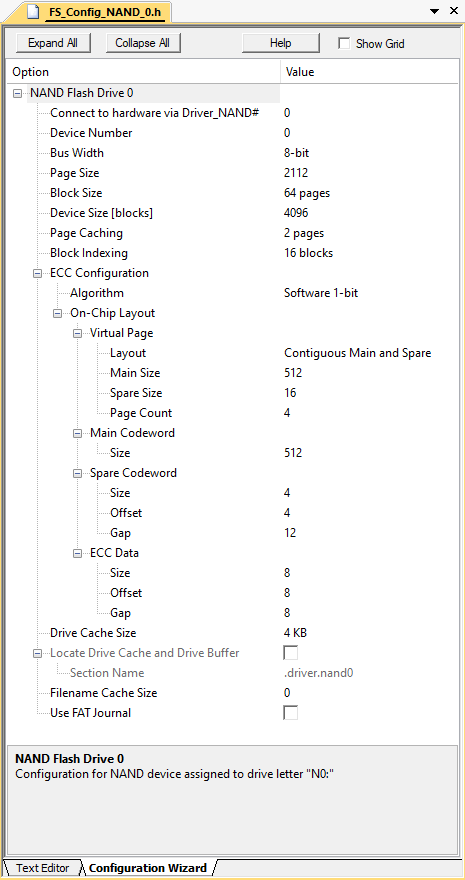 FS_Config_NAND_0.h
Expand All Collapse All Help Show Grid
Option Value
NAND Flash Drive 0
Connect to hardware via Driver_NAND# 0
Device Number 0
Bus Width 8-bit
Page Size 2112
Block Size 64 pages
Device Size [blocks] 4096
Page Caching 2 pages
Block Indexing 16 blocks
ECC Configuration
Algorithm Software 1-bit
On-Chip Layout
Virtual Page
Layout Contiguous Main and Spare
Main Size 512
Spare Size 16
Page Count 4
Main Codeword
Size 512
Spare Codeword
Size 4
Offset 4
Gap 12
ECC Data
Size 8
Offset 8
Gap 8
Drive Cache Size 4 KB
Locate Drive Cache and Drive Buffer
Section Name .driver.nand0
Filename Cache Size 0
Use FAT Journal
NAND Flash Drive 0
Configuration for NAND device assigned to drive letter "N0:"
Text Editor Configuration Wizard